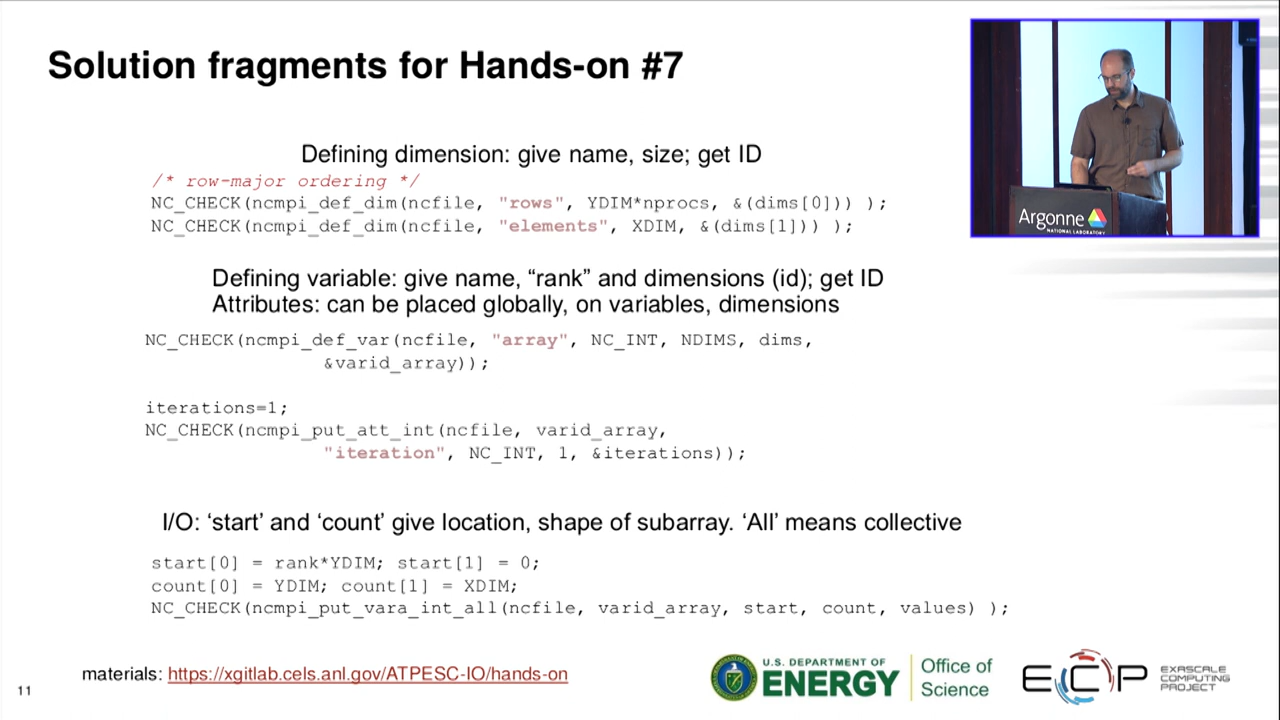 Solution fragments for Hands-on #7
Defining dimension: give name, size; get ID
/* row-major ordering */
NC_CHECK(ncmpi_def_dim(ncfile, "rows", YDIM*nprocs, &(dims[0])) );
NC_CHECK(ncmpi_def_dim(ncfile, "elements", XDIM, &(dims[1])) );
Defining variable: give name, “rank” and dimensions (id); get ID
Attributes: can be placed globally, on variables, dimensions
NC_CHECK(ncmpi_def_var(ncfile, "array", NC_INT, NDIMS, dims,
&varid_array));
iterations=1;
NC_CHECK(ncmpi_put_att_int(ncfile, varid_array,
"iteration", NC_INT, 1, &iterations));
I/O: ‘start’ and ‘count’ give location, shape of subarray. ‘All’ means collective
start[0] = rank*YDIM; start[1] = 0;
count[0] = YDIM; count[1] = XDIM;
NC_CHECK(ncmpi_put_vara_int_all(ncfile, varid_array, start, count, values) );
materials: https://xgitlab.cels.anl.gov/ATPESC-IO/hands-on
11
U.S. DEPARTMENT OF
ENERGY
Office of
Science
ECP
EXASCALE
COMPUTING
PROJECT
Argonne
NATIONAL LABORATORY